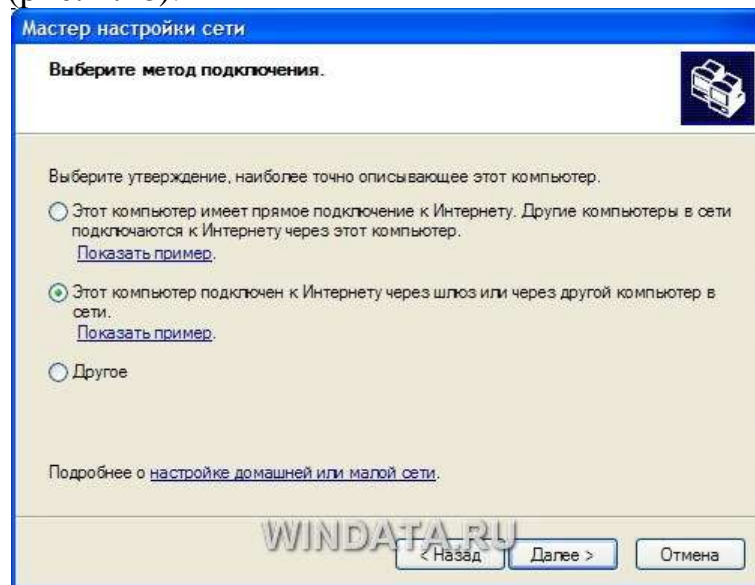 Мастер настройки сети
Выберите метод подключения.
Выберите утверждение, наиболее точно описывающее этот компьютер.
Этот компьютер имеет прямое подключение к Интернету. Другие компьютеры в сети
подключаются к Интернету через этот компьютер.
Показать пример.
Этот компьютер подключен к Интернету через шлюз или через другой компьютер в
сети.
Показать пример.
Другое
Подробнее о настройке домашней или малой сети.
WINDATA.RU
< Назад
Далее >
Отмена